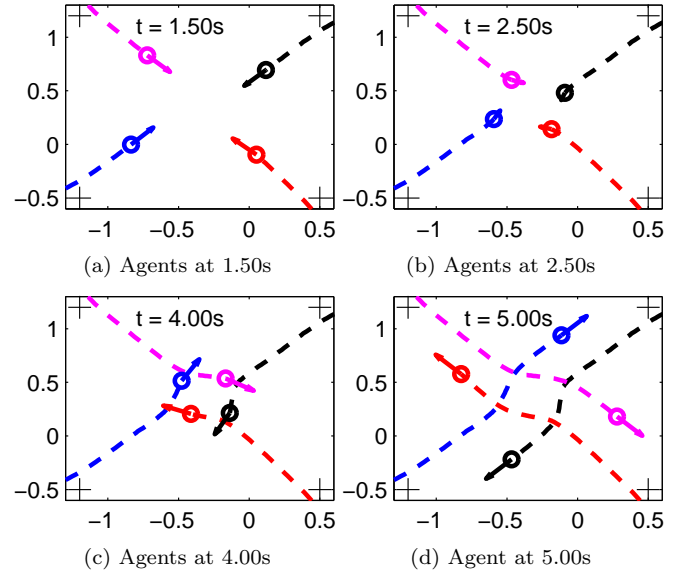 t = 1.50s
1
0.5
0
−0.5
−1 −0.5 0 0.5
(a) Agents at 1.50s
t = 2.50s
1
0.5
0
−0.5
−1 −0.5 0 0.5
(b) Agents at 2.50s
t = 4.00s
1
0.5
0
−0.5
−1 −0.5 0 0.5
(c) Agents at 4.00s
t = 5.00s
1
0.5
0
−0.5
−1 −0.5 0 0.5
(d) Agent at 5.00s